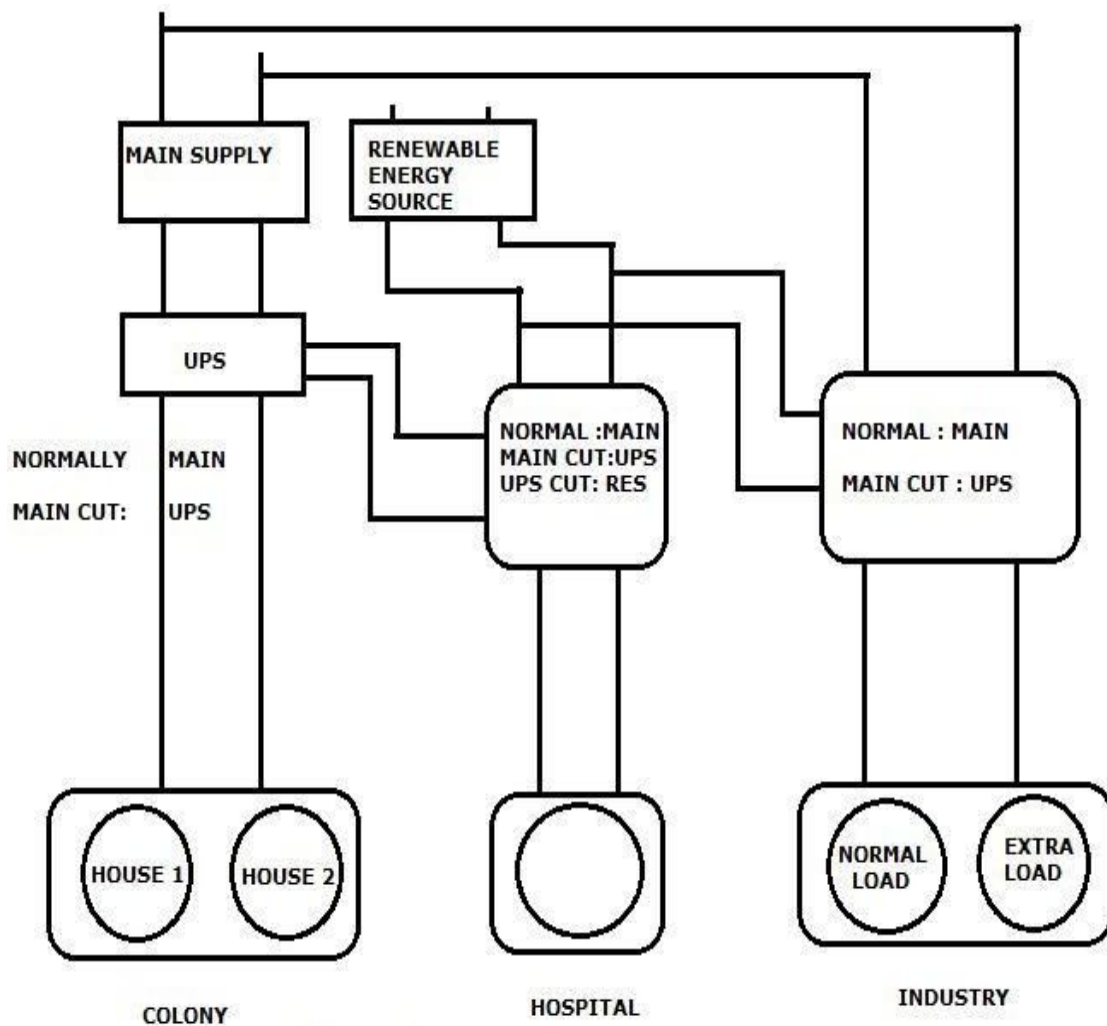 MAIN SUPPLY
RENEWABLE
ENERGY
SOURCE
UPS
NORMALLY MAIN
MAIN CUT: UPS
NORMAL :MAIN
MAIN CUT:UPS
UPS CUT: RES
NORMAL : MAIN
MAIN CUT : UPS
HOUSE 1
HOUSE 2
NORMAL
LOAD
EXTRA
LOAD
COLONY
HOSPITAL
INDUSTRY